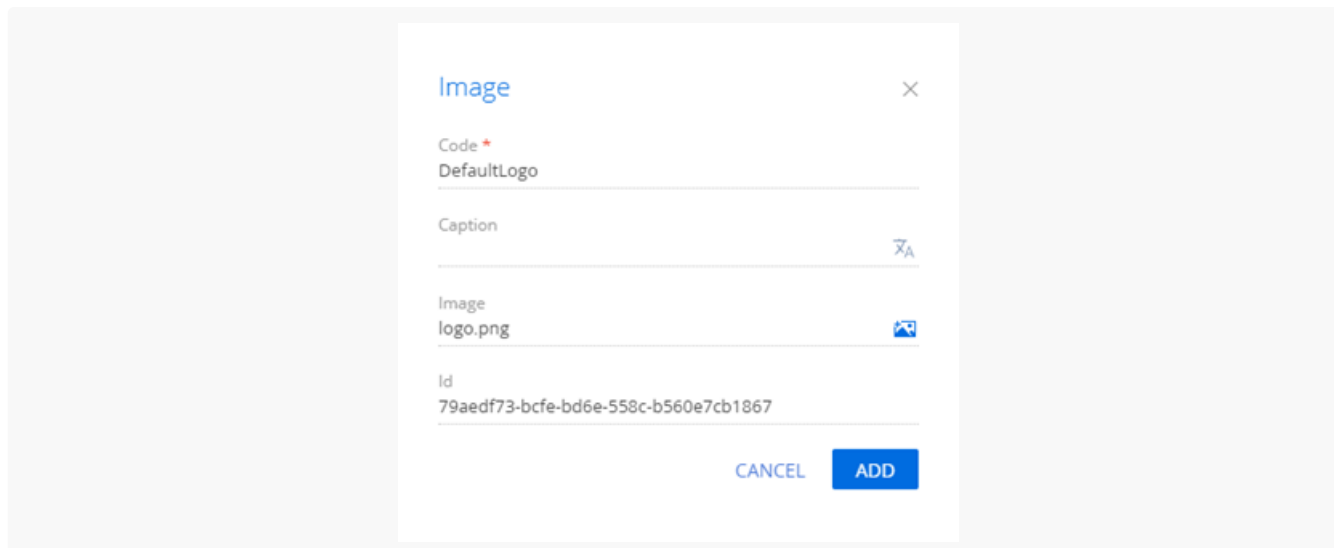 Image
Code *
DefaultLogo
Caption
Image
logo.png
Id
79aedf73-bcfe-bd6e-558c-b560e7cb1867
CANCEL ADD